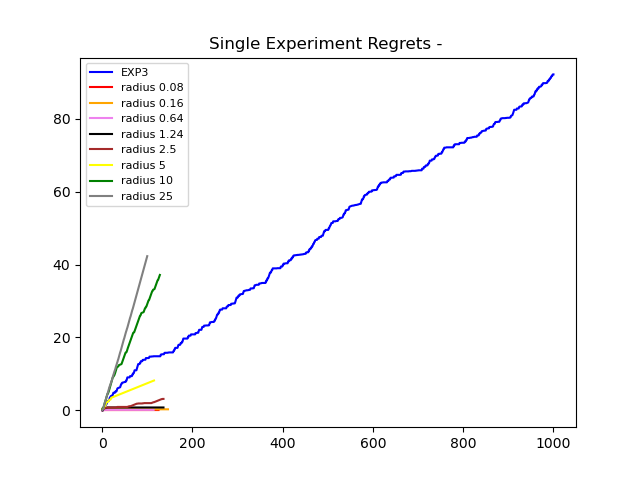 Single Experiment Regrets -
EXP3
radius 0.08
radius 0.16
radius 0.64
radius 1.24
radius 2.5
radius 5
radius 10
radius 25
80
60
40
20
0
0 200 400 600 800 1000